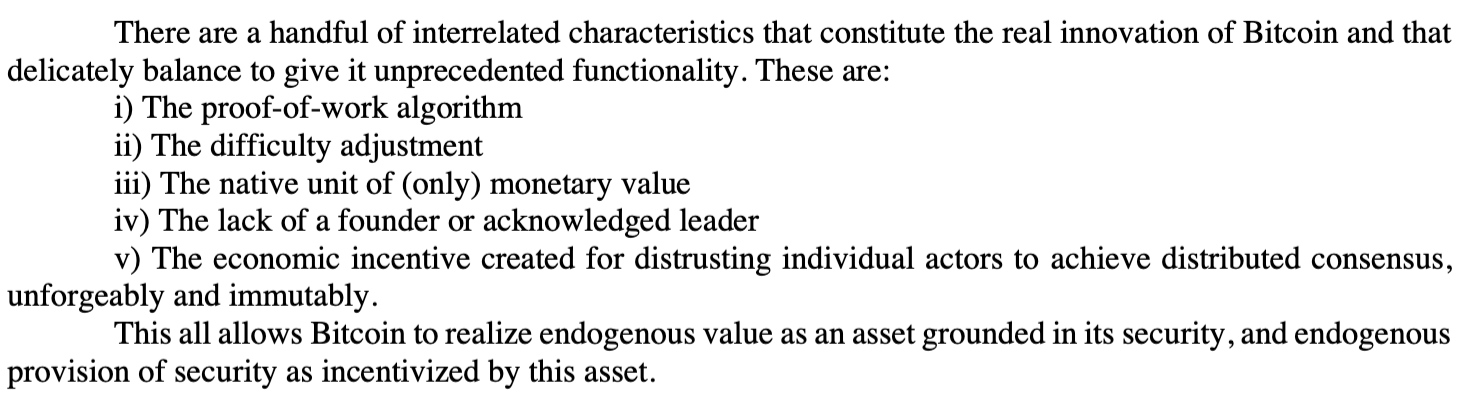 There are a handful of interrelated characteristics that constitute the real innovation of Bitcoin and that
delicately balance to give it unprecedented functionality. These are:
i) The proof-of-work algorithm
ii) The difficulty adjustment
iii) The native unit of (only) monetary value
iv) The lack of a founder or acknowledged leader
v) The economic incentive created for distrusting individual actors to achieve distributed consensus,
unforgeably and immutably.
This all allows Bitcoin to realize endogenous value as an asset grounded in its security, and endogenous
provision of security as incentivized by this asset.